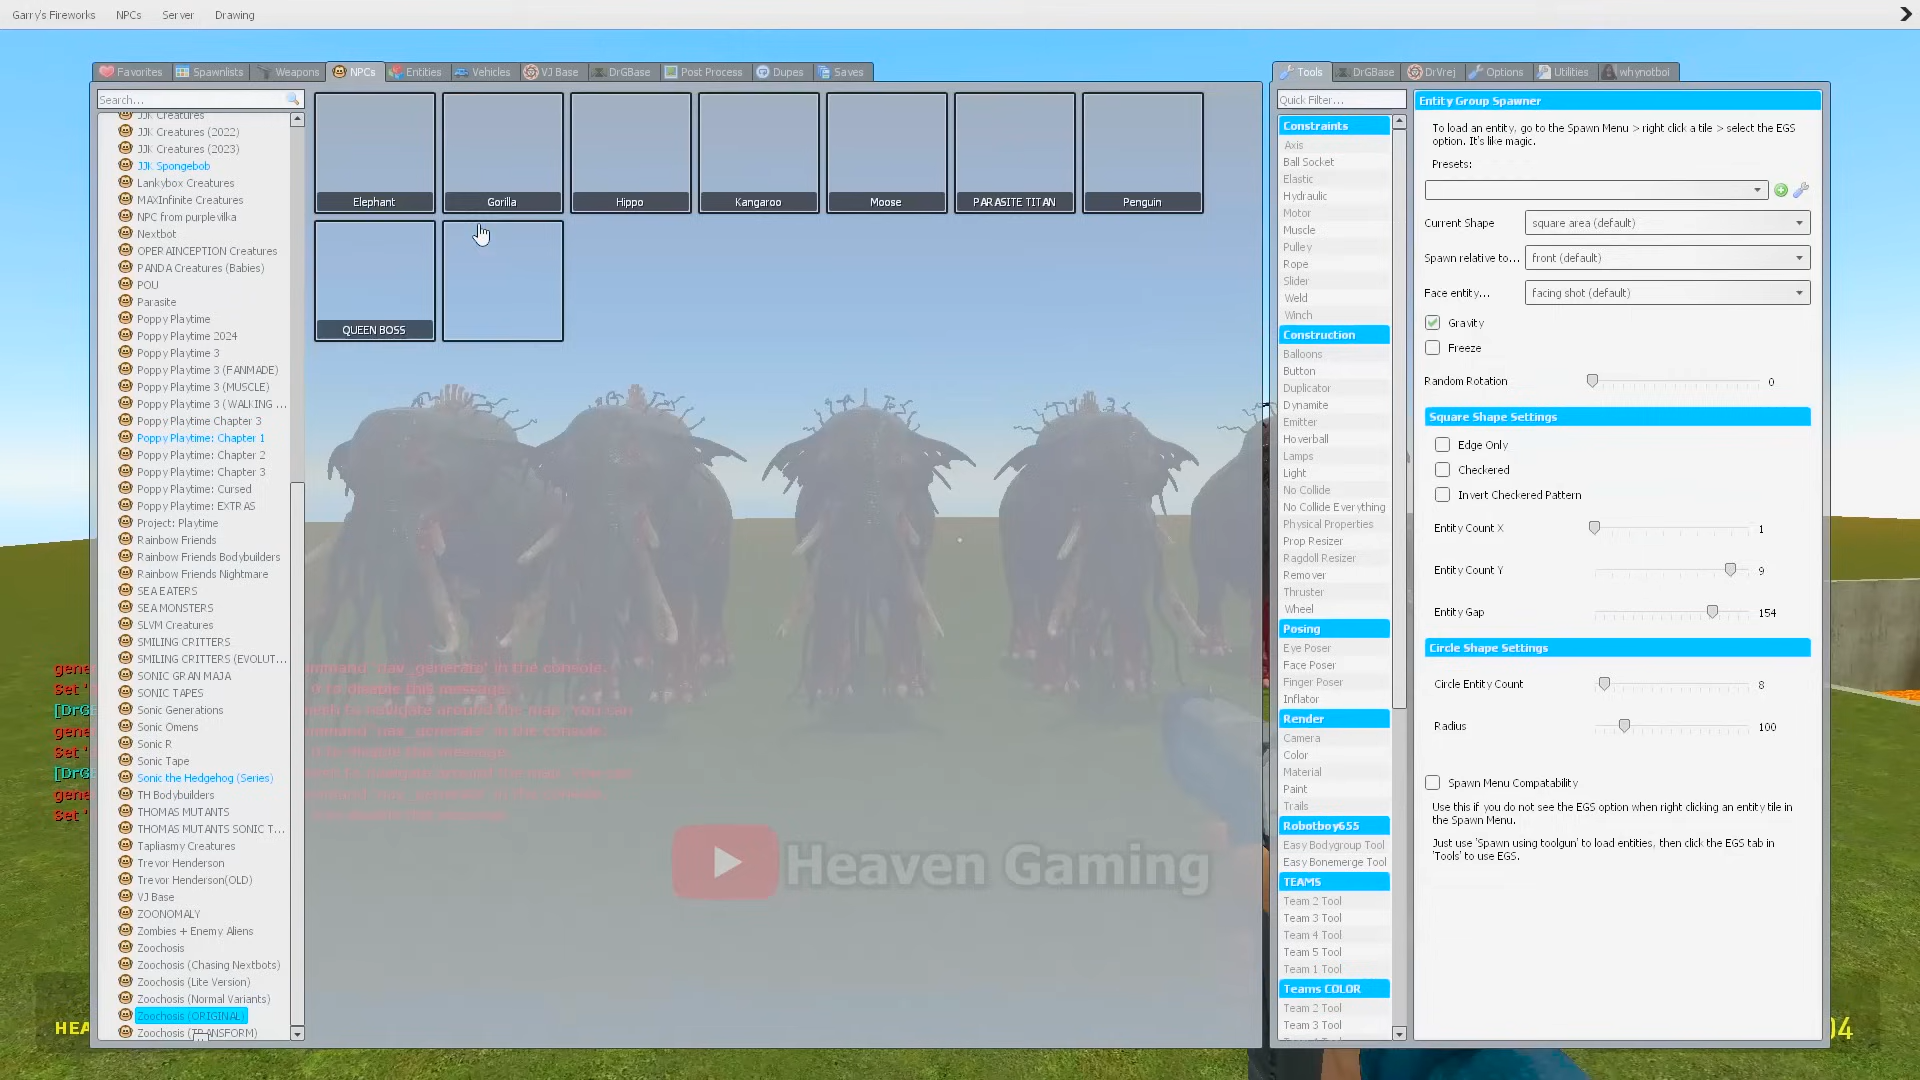 Garry's Fireworks NPCs Server Drawing
Favorites Spawnlists Weapons NPCs Entities Vehicles VJ Base DrGBase Post Process Dupes Saves
Search...
JJK Creatures
JJK Creatures (2022)
JJK Creatures (2023)
JJK Spongebob
Lankybox Creatures
MAXInfinite Creatures
NPC from purplevilka
Nextbot
OPERAINCEPTION Creatures
PANDA Creatures (Babies)
POU
Parasite
Poppy Playtime
Poppy Playtime 2024
Poppy Playtime 3
Poppy Playtime 3 (FANMADE)
Poppy Playtime 3 (MUSCLE)
Poppy Playtime 3 ( WALKING ...
Poppy Playtime Chapter 3
Poppy Playtime: Chapter 1
Poppy Playtime: Chapter 2
Poppy Playtime: Chapter 3
Poppy Playtime: Cursed
Poppy Playtime: EXTRAS
Project: Playtime
Rainbow Friends
Rainbow Friends Bodybuilders
Rainbow Friends Nightmare
SEA EATERS
SEA MONSTERS
SLVM Creatures
SMILING CRITTERS
SMILING CRITTERS (EVOLUT...
SONIC GRAN MAJA
SONIC TAPES
Sonic Generations
Sonic Omens
Sonic R
Sonic Tape
Sonic the Hedgehog (Series)
TH Bodybuilders
THOMAS MUTANTS
THOMAS MUTANTS SONIC T...
Tapliasmy Creatures
Trevor Henderson
Trevor Henderson(OLD)
VJ Base
ZOONOMALY
Zombies + Enemy Aliens
Zoochosis
Zoochosis (Chasing Nextbots)
Zoochosis (Lite Version)
Zoochosis (Normal Variants)
Zoochosis (ORIGINAL)
Zoochosis (TRANSFORM)
Elephant Gorilla Hippo Kangaroo Moose PARASITE TITAN Penguin
QUEEN BOSS
Heaven Gaming
HEA
04
Tools DrGBase DrVrej Options Utilities whynotboi
Quick Filter...
Constraints
Axis
Ball Socket
Elastic
Hydraulic
Motor
Muscle
Pulley
Rope
Slider
Weld
Winch
Construction
Balloons
Button
Duplicator
Dynamite
Emitter
Hoverball
Lamps
Light
No Collide
No Collide Everything
Physical Properties
Prop Resizer
Ragdoll Resizer
Remover
Thruster
Wheel
Posing
Eye Poser
Face Poser
Finger Poser
Inflator
Render
Camera
Color
Material
Paint
Trails
Robotboy655
Easy Bodygroup Tool
Easy Bonemerge Tool
TEAMS
Team 2 Tool
Team 3 Tool
Team 4 Tool
Team 5 Tool
Team 1 Tool
Teams COLOR
Team 2 Tool
Team 3 Tool
Entity Group Spawner
To load an entity, go to the Spawn Menu > right click a tile > select the EGS
option. It's like magic.
Presets:
Current Shape square area (default)
Spawn relative to... front (default)
Face entity... facing shot (default)
Gravity
Freeze
Random Rotation 0
Square Shape Settings
Edge Only
Checkered
Invert Checkered Pattern
Entity Count X 1
Entity Count Y 9
Entity Gap 154
Circle Shape Settings
Circle Entity Count 8
Radius 100
Spawn Menu Compatability
Use this if you do not see the EGS option when right clicking an entity tile in
the Spawn Menu.
Just use 'Spawn using toolgun' to load entities, then click the EGS tab in
'Tools' to use EGS.